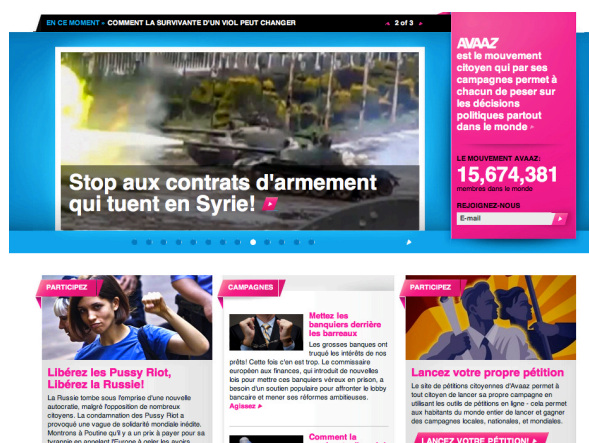 EN CE MOMENT » COMMENT LA SURVIVANTE D'UN VIOL PEUT CHANGER
2 of 3
Stop aux contrats d'armement
qui tuent en Syrie!
AVAAZ
est le mouvement
citoyen qui par ses
campagnes permet à
chacun de peser sur
les décisions
politiques partout
dans le monde
LE MOUVEMENT AVAAZ:
15,674,381
membres dans le monde
REJOIGNEZ-NOUS
E-mail
PARTICIPEZ
Libérez les Pussy Riot,
Libérez la Russie!
La Russie tombe sous l'emprise d'une nouvelle
autocratie, malgré l'opposition de nombreux
citoyens. La condamnation des Pussy Riot a
provoqué une vague de solidarité mondiale inédite.
Montrons à Poutine qu'il y a un prix à payer pour sa
tyrannie en appelant l'Europe à geler les avoirs
CAMPAGNES
Mettez les
banquiers derrière
les barreaux
Les grosses banques ont
truqué les intérêts de nos
prêts! Cette fois c'en est trop. Le commissaire
européen aux finances, qui introduit de nouvelles
lois pour mettre ces banquiers véreux en prison, a
besoin d'un soutien populaire pour affronter le lobby
bancaire et mener ses réformes ambitieuses.
Agissez
Comment la
PARTICIPEZ
Lancez votre propre pétition
Le site de pétitions citoyennes d'Avaaz permet à
tout citoyen de lancer sa propre campagne en
utilisant les outils de pétitions en ligne - cela permet
aux habitants du monde entier de lancer et gagner
des campagnes locales, nationales, et mondiales.
LANCEZ VOTRE PÉTITION!